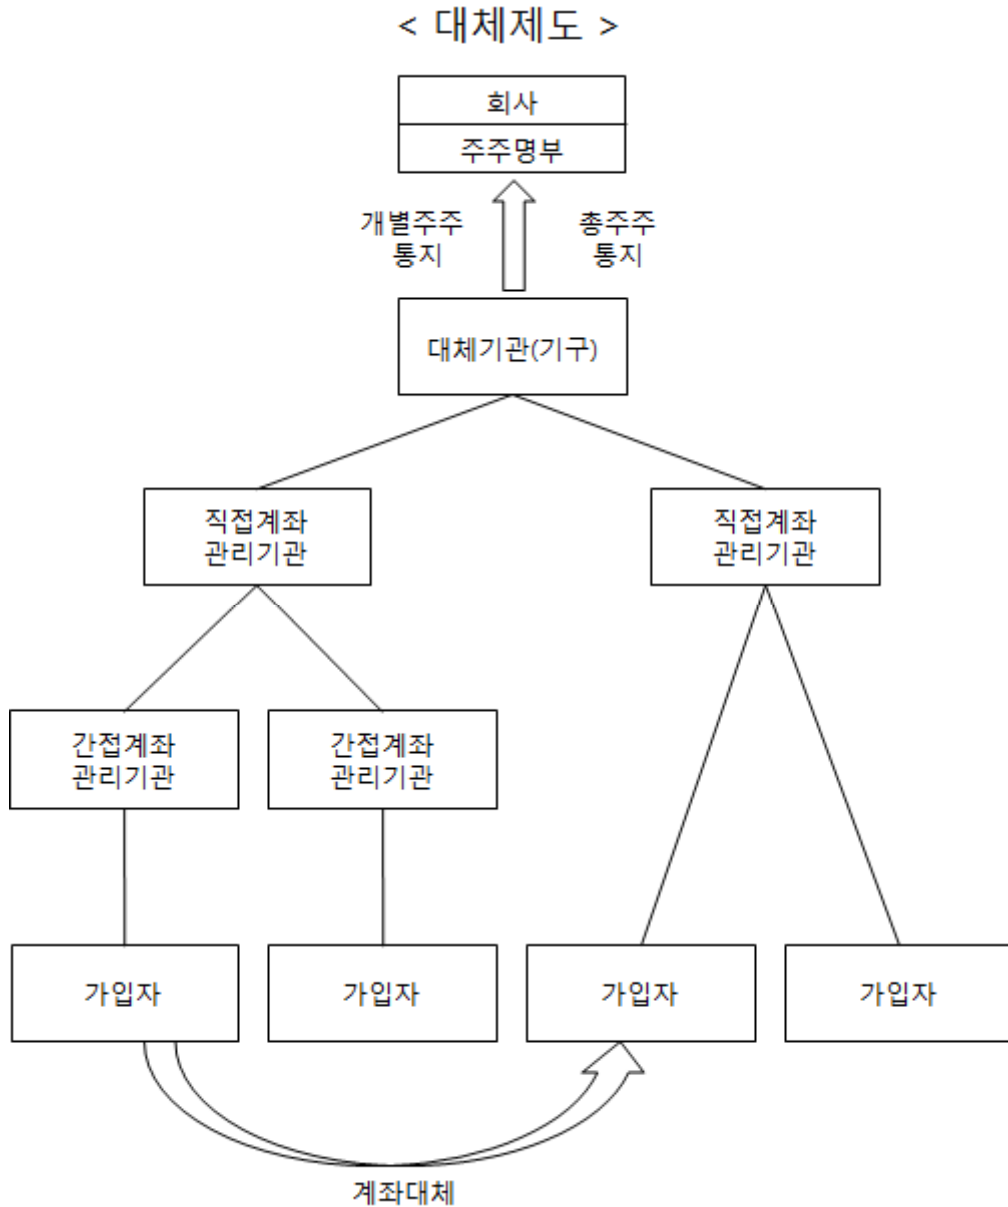 < 대체제도 >
회사
주주명부
개별주주
통지
총주주
통지
대체기관(기구)
직접계좌
관리기관
직접계좌
관리기관
간접계좌
관리기관
간접계좌
관리기관
가입자
가입자
가입자
가입자
계좌대체